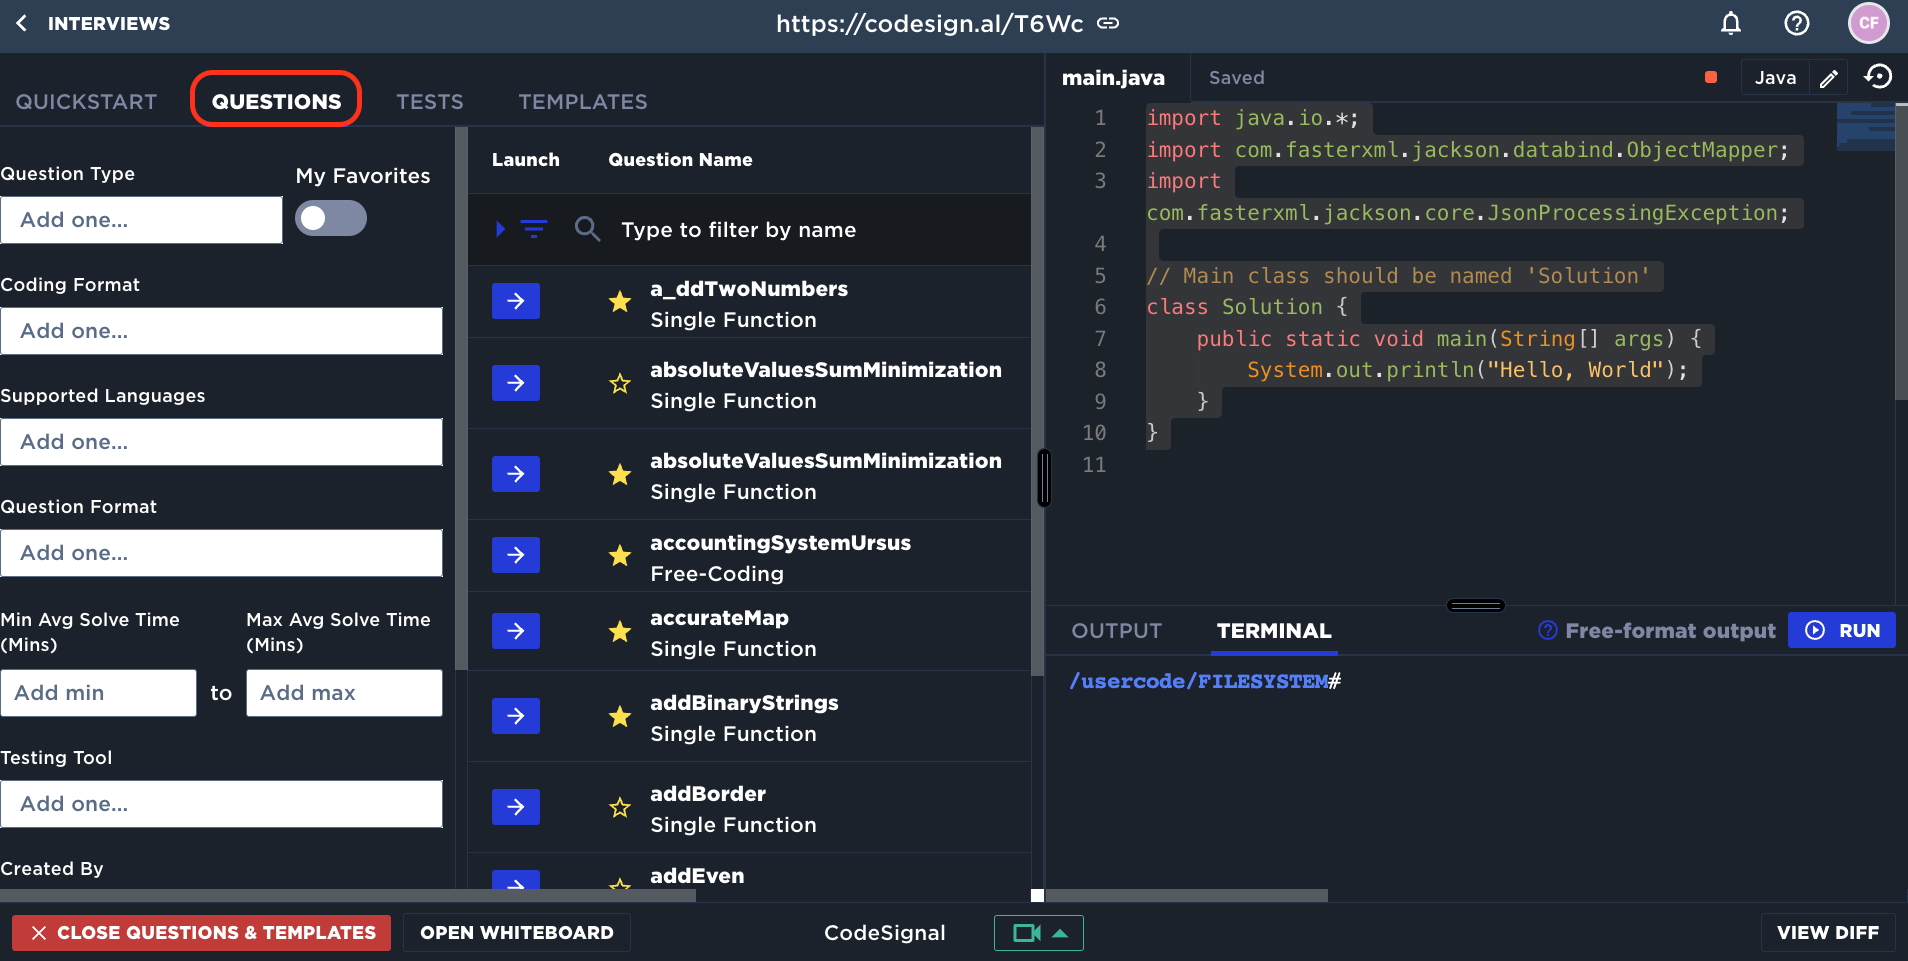 INTERVIEWS
https://codesign.al/T6Wc
CF
QUICKSTART
QUESTIONS
TESTS
TEMPLATES
Question Type
My Favorites
Add one...
Coding Format
Add one...
Supported Languages
Add one...
Question Format
Add one...
Min Avg Solve Time
(Mins)
Max Avg Solve Time
(Mins)
Add min
to
Add max
Testing Tool
Add one...
Created By
Launch
Question Name
Type to filter by name
a_ddTwoNumbers
Single Function
absoluteValuesSumMinimization
Single Function
absoluteValuesSumMinimization
Single Function
accountingSystemUrsus
Free-Coding
accurateMap
Single Function
addBinaryStrings
Single Function
addBorder
Single Function
addEven
main.java
Saved
Java
1 import java.io.*;
2 import com.fasterxml.jackson.databind.ObjectMapper;
3 import
com.fasterxml.jackson.core.JsonProcessingException;
4
5 // Main class should be named 'Solution'
6 class Solution {
7 public static void main(String[] args) {
8 System.out.println("Hello, World");
9 }
10 }
11
OUTPUT
TERMINAL
Free-format output
RUN
/usercode/FILESYSTEM#
CLOSE QUESTIONS & TEMPLATES
OPEN WHITEBOARD
CodeSignal
VIEW DIFF